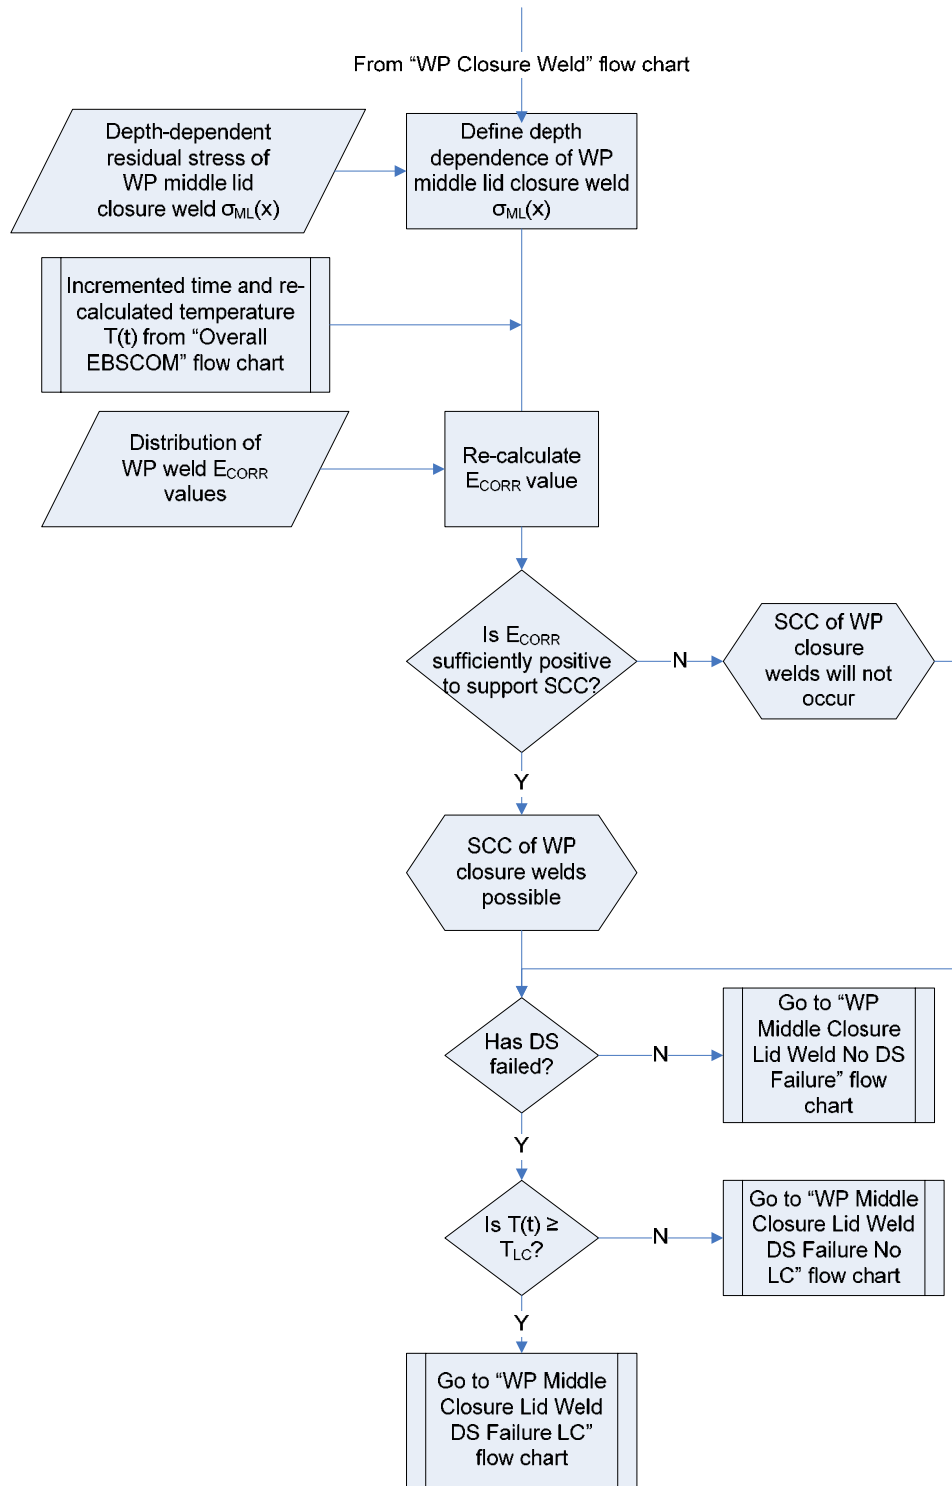 From “WP Closure Weld” flow chart
Depth-dependent
residual stress of
WP middle lid
closure weld σML(x)
Define depth
dependence of WP
middle lid closure weld
σML(x)
Incremented time and re-
calculated temperature
T(t) from “Overall
EBSCOM” flow chart
Distribution of
WP weld ECORR
values
Re-calculate
ECORR value
Is ECORR
sufficiently positive
to support SCC?
N
SCC of WP
closure
welds will not
occur
Y
SCC of WP
closure welds
possible
Has DS
failed?
N
Go to “WP
Middle Closure
Lid Weld No DS
Failure” flow
chart
Y
Is T(t) ≥
TLC?
N
Go to “WP Middle
Closure Lid Weld
DS Failure No
LC” flow chart
Y
Go to “WP Middle
Closure Lid Weld
DS Failure LC”
flow chart